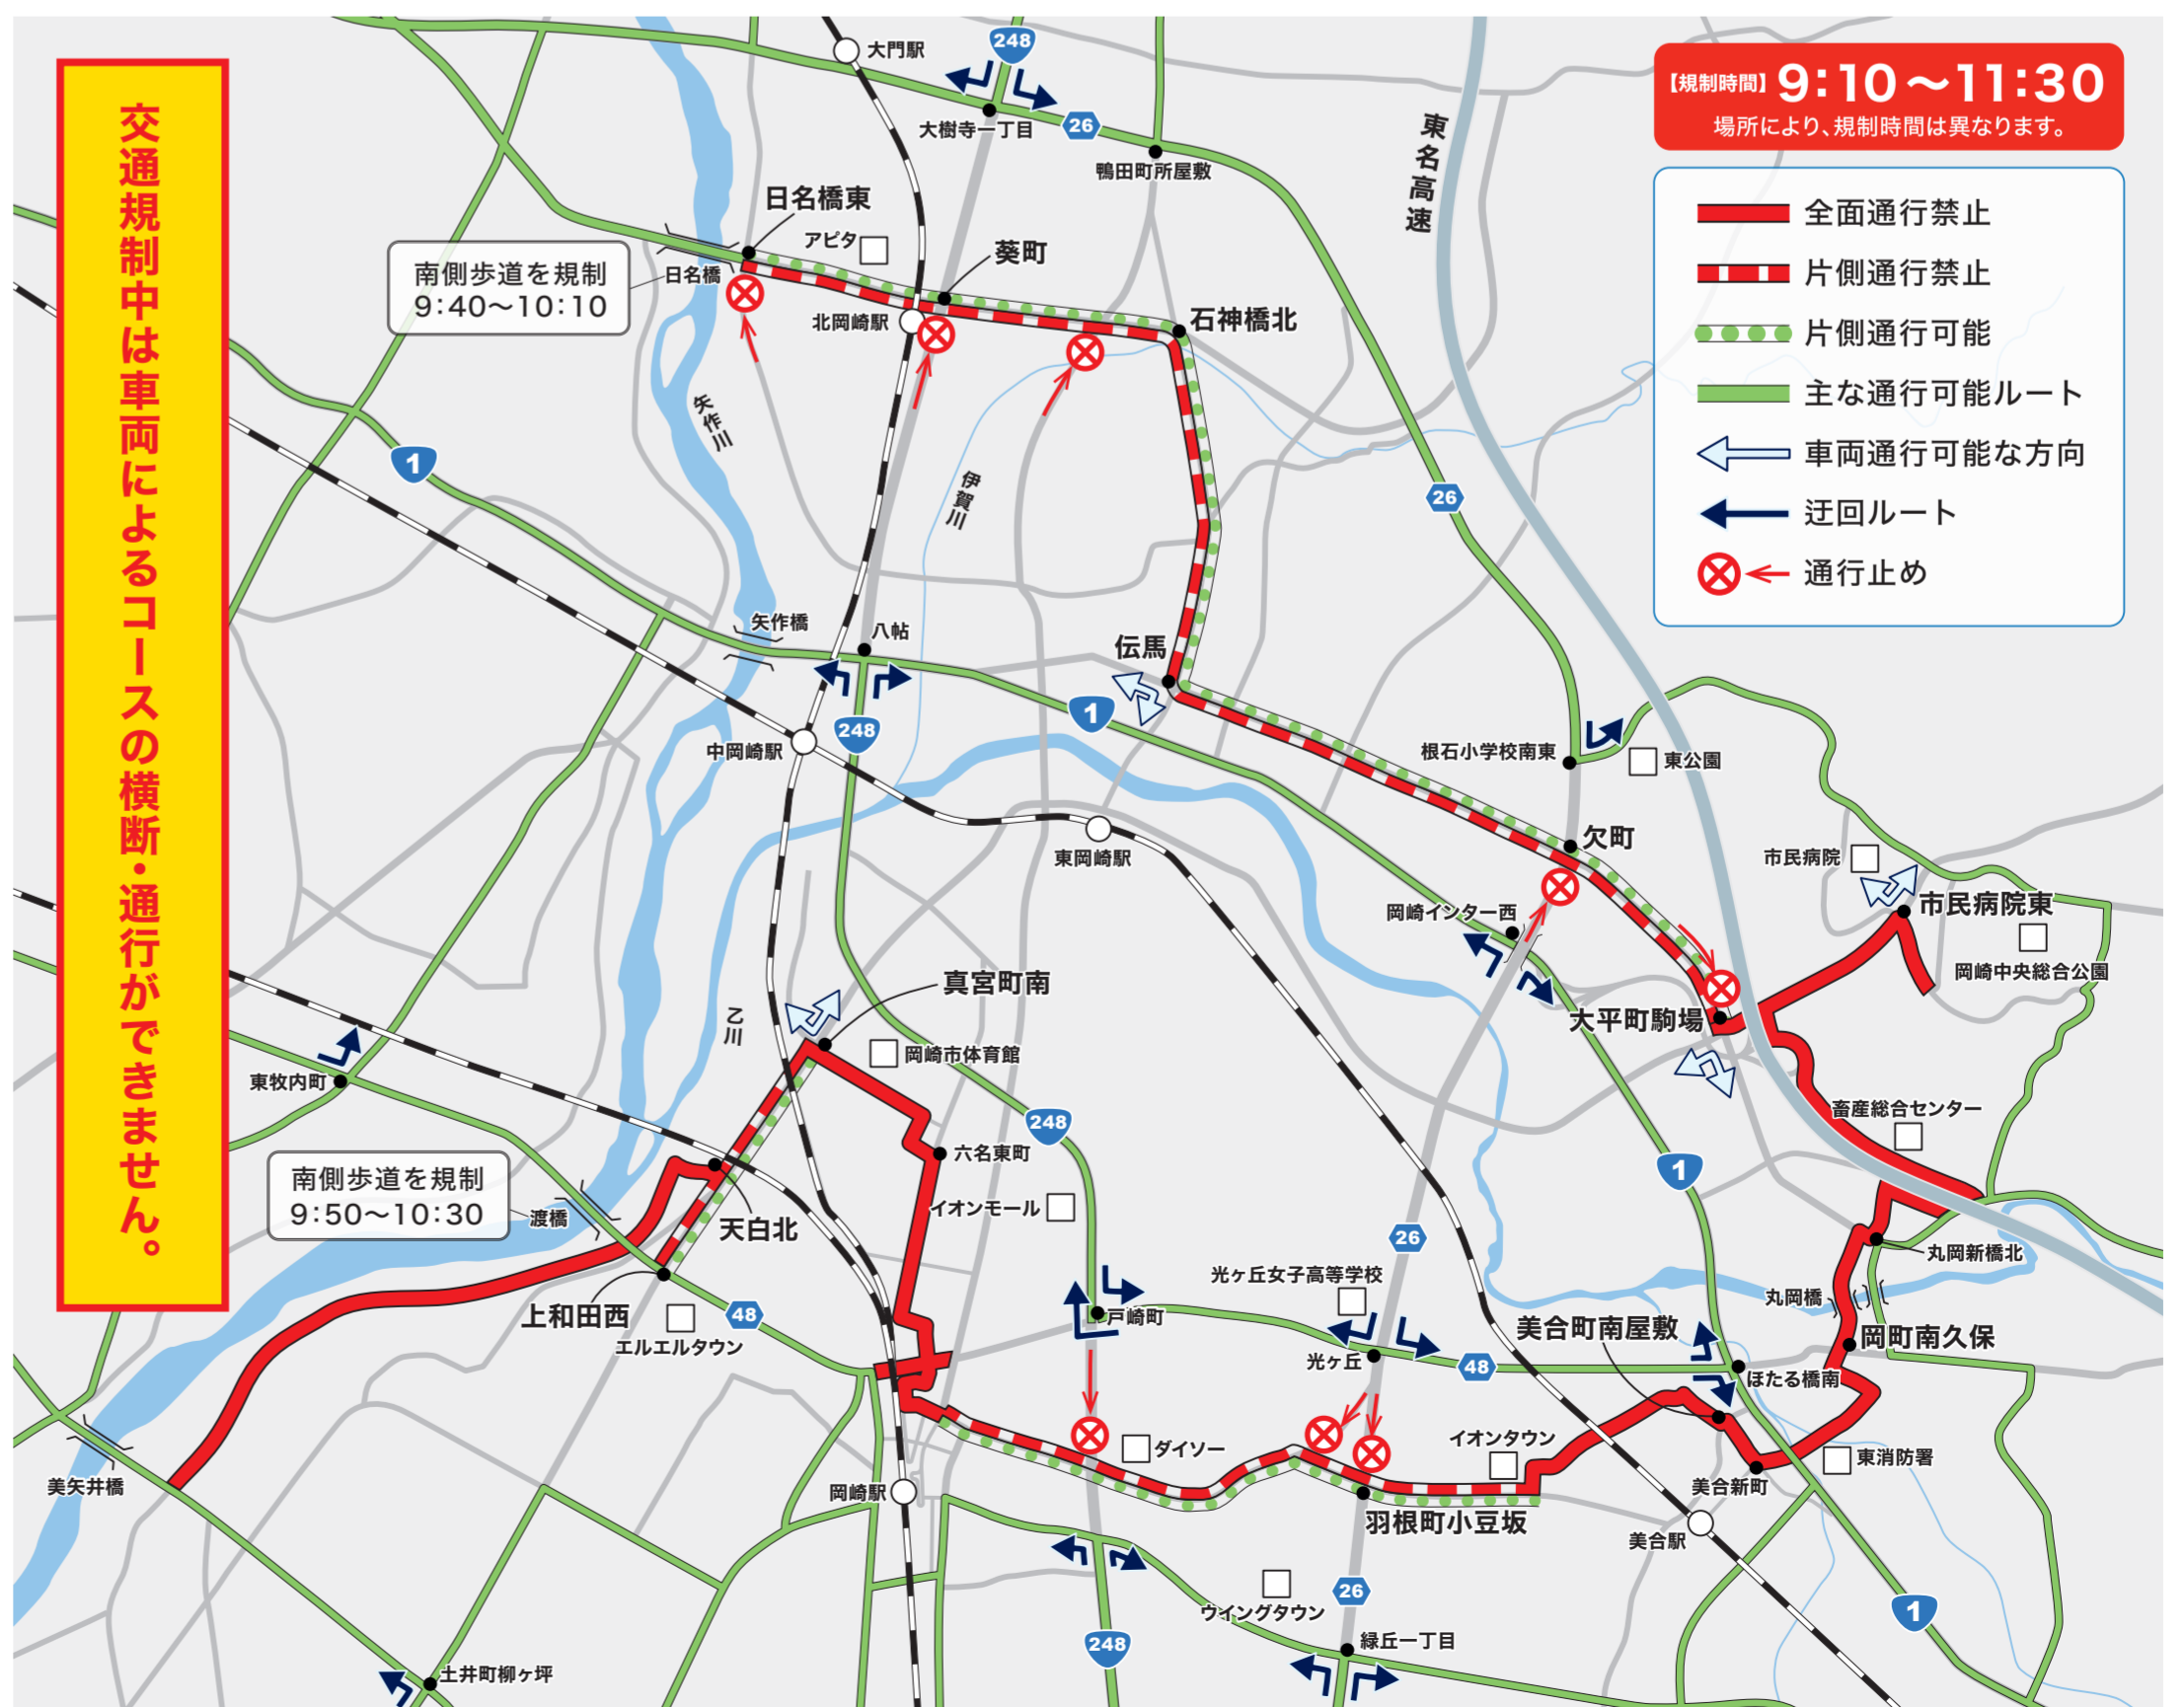 交通規制中は車両によるコースの横断・通行ができません。
【規制時間】9:10～11:30
場所により、規制時間は異なります。
全面通行禁止
片側通行禁止
片側通行可能
主な通行可能ルート
車両通行可能な方向
迂回ルート
通行止め
大門駅
248
大樹寺一丁目
26
鴨田町所屋敷
東名高速
日名橋東
アピタ
葵町
南側歩道を規制
9:40～10:10
日名橋
北岡崎駅
石神橋北
矢作川
伊賀川
1
26
矢作橋
八帖
伝馬
248
1
中岡崎駅
根石小学校南東
東公園
東岡崎駅
欠町
市民病院
岡崎インター西
市民病院東
岡崎中央総合公園
真宮町南
乙川
大平町駒場
岡崎市体育館
東牧内町
248
畜産総合センター
六名東町
1
南側歩道を規制
9:50～10:30
渡橋
イオンモール
天白北
26
丸岡新橋北
光ヶ丘女子高等学校
丸岡橋
上和田西
48
戸崎町
美合町南屋敷
岡町南久保
エルエルタウン
光ヶ丘
48
ほたる橋南
イオンタウン
ダイソー
東消防署
美矢井橋
岡崎駅
美合新町
羽根町小豆坂
美合駅
ウイングタウン
26
1
248
緑丘一丁目
土井町柳ヶ坪